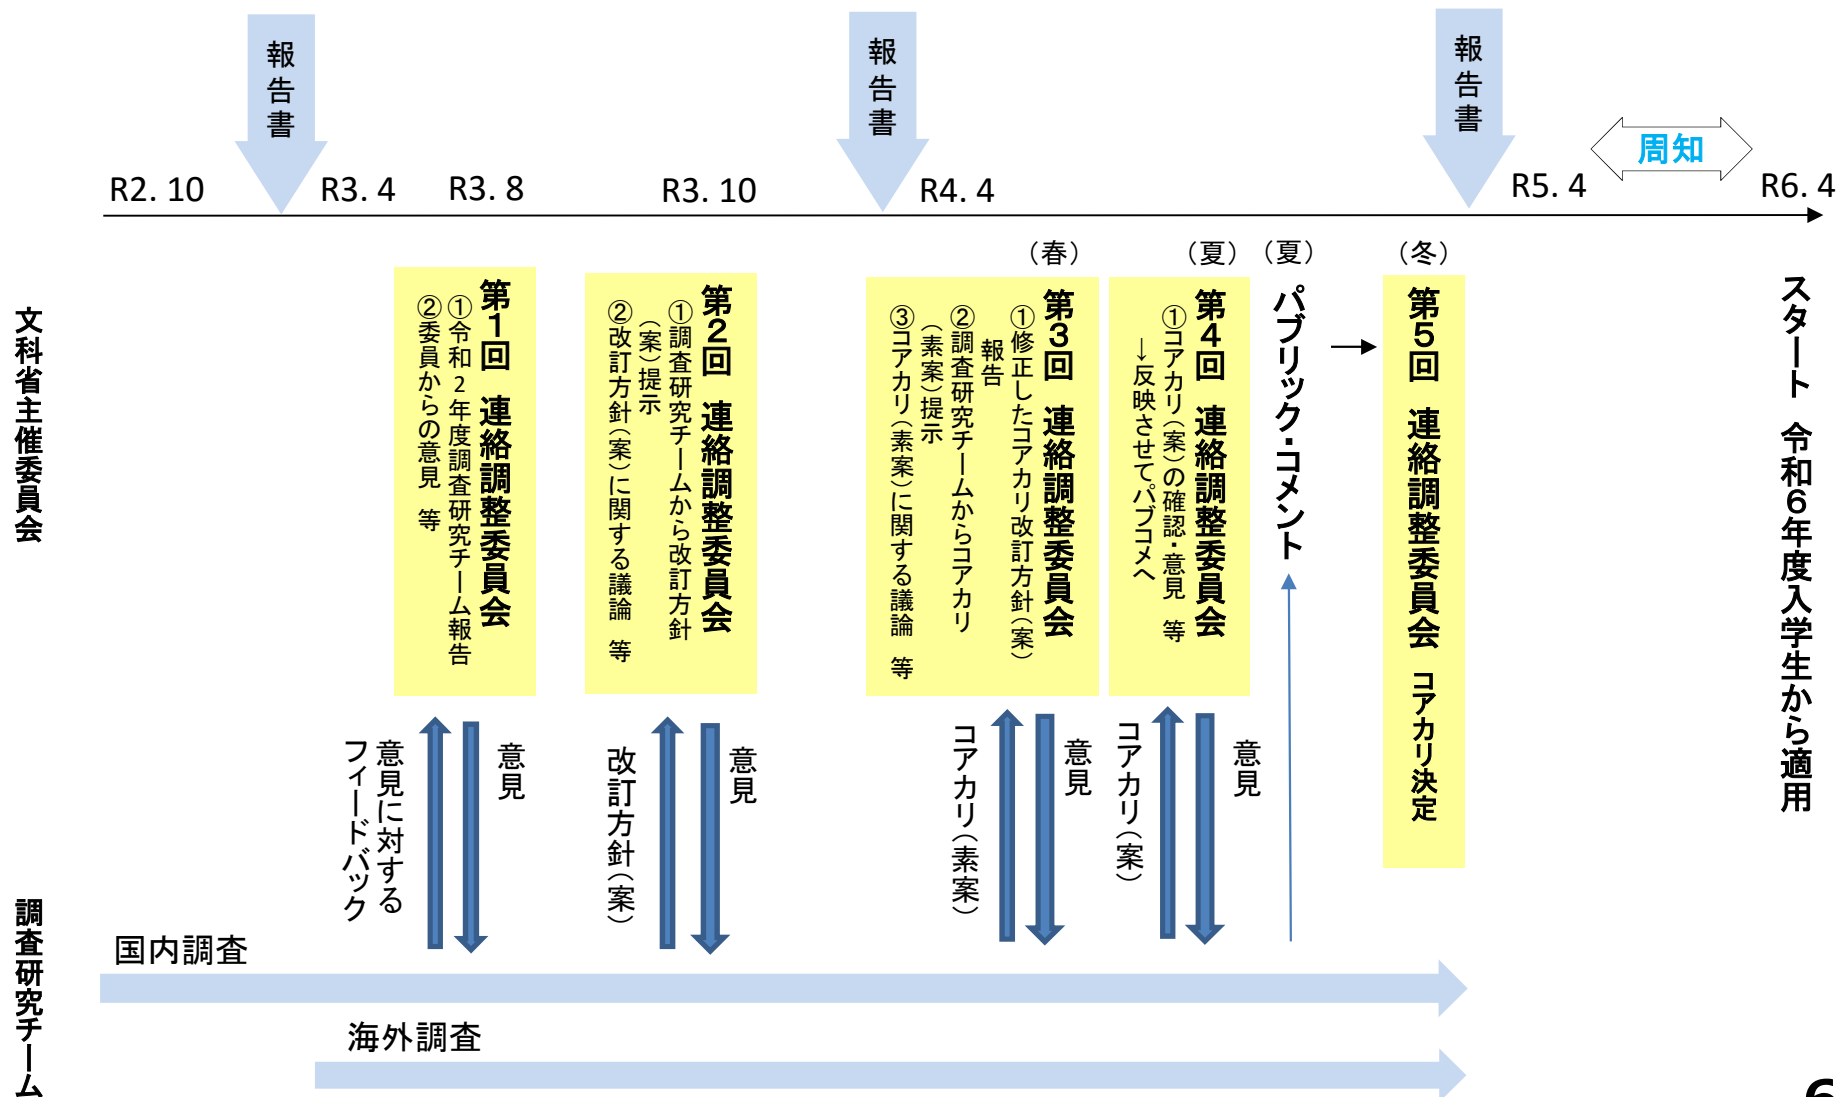 報告書
報告書
報告書
周知
R2. 10
R3. 4
R3. 8
R3. 10
R4. 4
R5. 4
R6. 4
(春)
(夏)
(夏)
(冬)
文科省主催委員会
第1回 連絡調整委員会
①令和2年度調査研究チーム報告
②委員からの意見 等
第2回 連絡調整委員会
①調査研究チームから改訂方針
(案)提示
②改訂方針(案)に関する議論 等
第3回 連絡調整委員会
①修正したコアカリ改訂方針(案)
報告
②調査研究チームからコアカリ
(素案)提示
③コアカリ(素案)に関する議論 等
第4回 連絡調整委員会
①コアカリ(案)の確認・意見 等
→反映させてパブコメへ
パブリック・コメント
→
第5回 連絡調整委員会 コアカリ決定
スタート 令和6年度入学生から適用
意見に対する
フィードバック
意見
改訂方針(案)
意見
コアカリ(素案)
意見
コアカリ(案)
意見
調査研究チーム
国内調査
海外調査
6